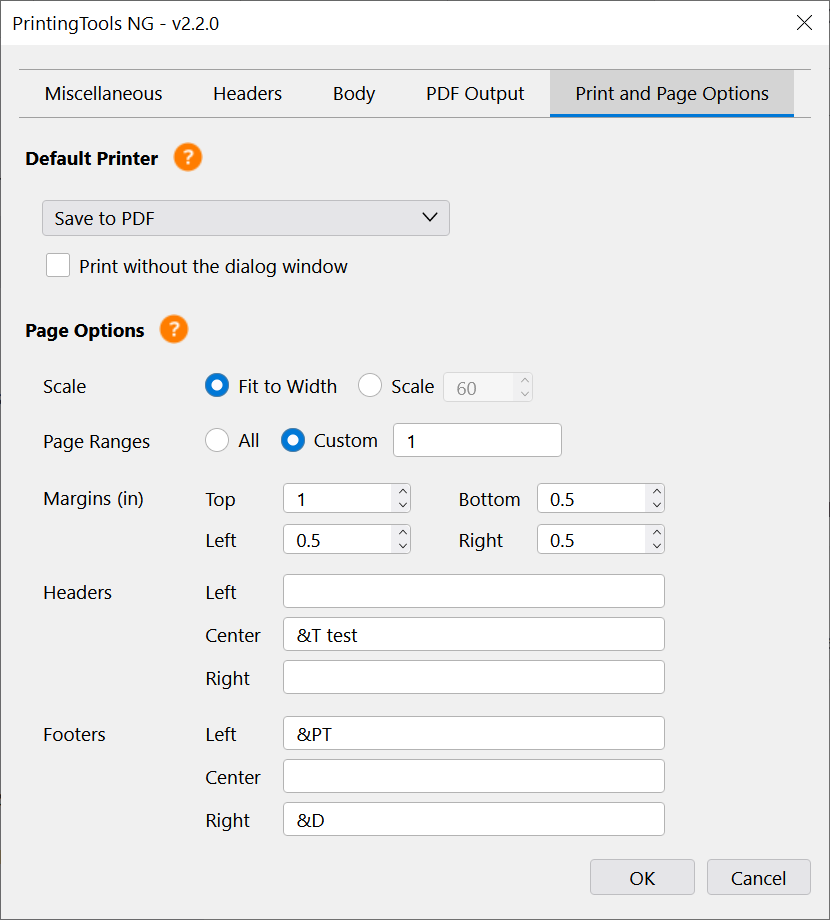 PrintingTools NG - v2.2.0
Miscellaneous Headers Body PDF Output Print and Page Options
Default Printer ?
Save to PDF
Print without the dialog window
Page Options ?
Scale Fit to Width Scale 60
Page Ranges All Custom 1
Margins (in) Top 1 Bottom 0.5
Left 0.5 Right 0.5
Headers Left
Center &T test
Right
Footers Left &PT
Center
Right &D
OK Cancel